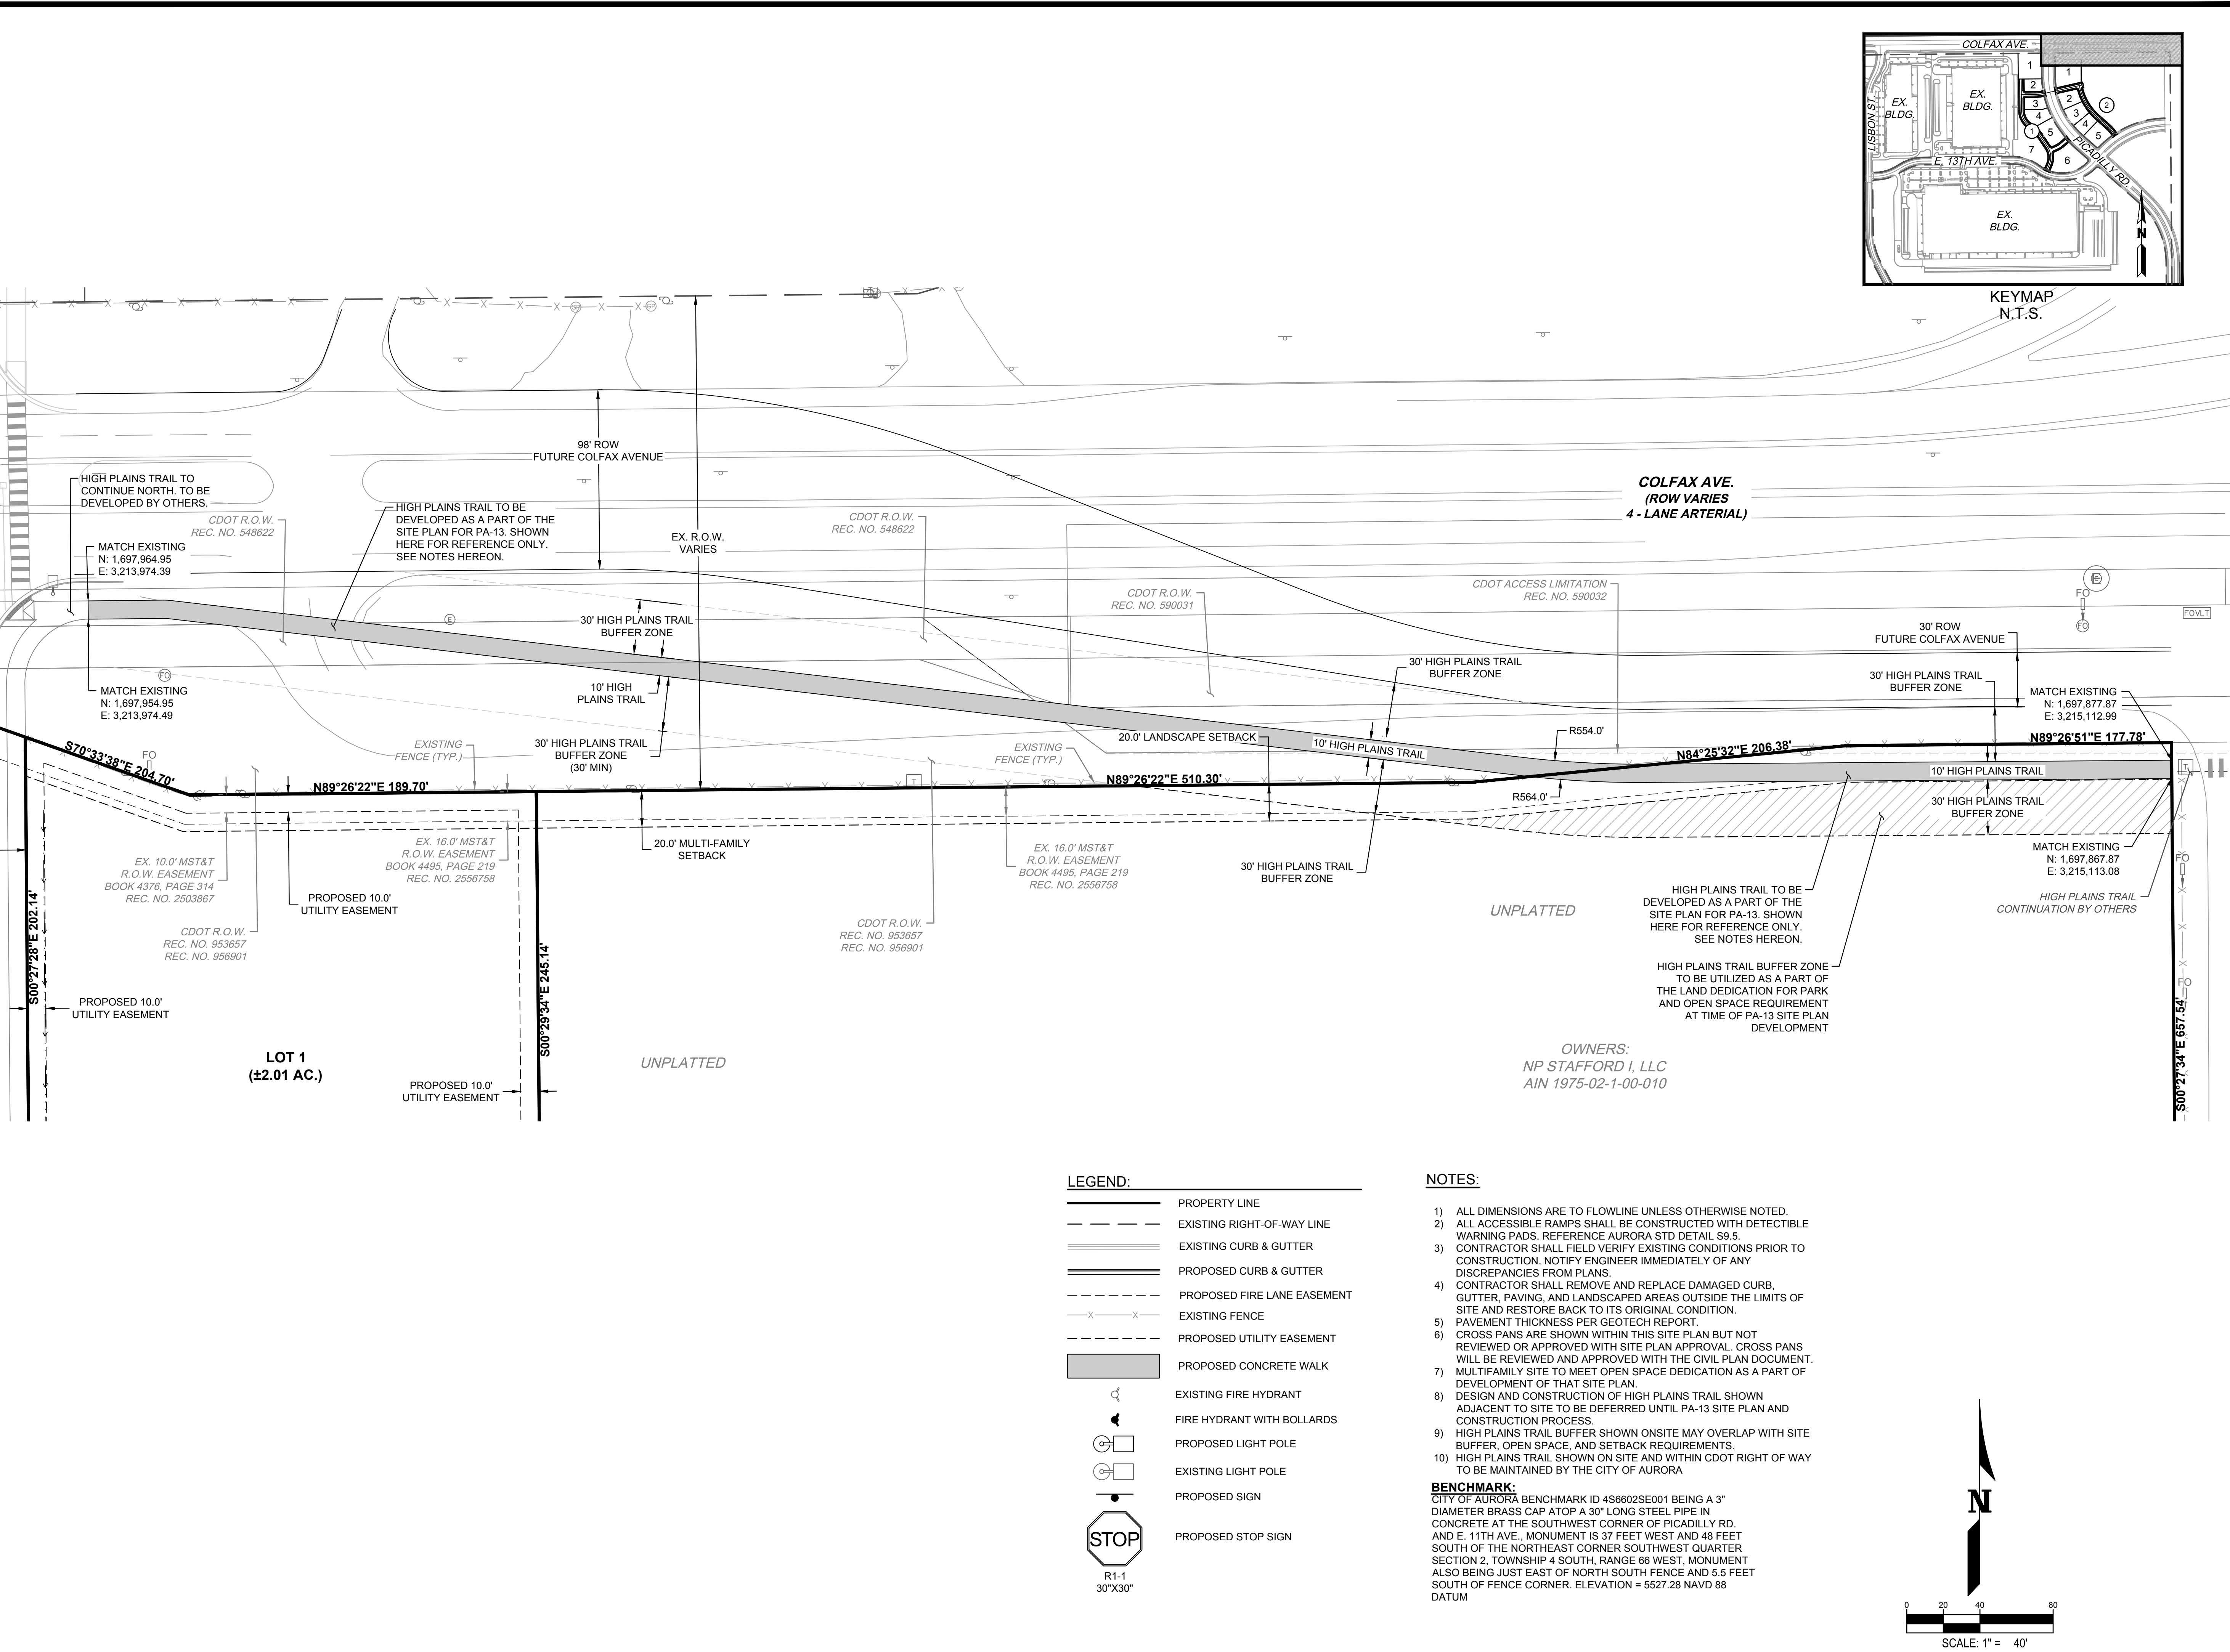 COLFAX AVE.
LISBON ST.
EX.
BLDG.
EX.
BLDG.
1
1
2
2
3
3
4
4
5
5
7
6
1
2
E. 13TH AVE.
PICADILLY RD.
EX.
BLDG.
N
KEYMAP
N.T.S.
98' ROW
FUTURE COLFAX AVENUE
HIGH PLAINS TRAIL TO
CONTINUE NORTH. TO BE
DEVELOPED BY OTHERS.
CDOT R.O.W.
REC. NO. 548622
HIGH PLAINS TRAIL TO BE
DEVELOPED AS A PART OF THE
SITE PLAN FOR PA-13. SHOWN
HERE FOR REFERENCE ONLY.
SEE NOTES HEREON.
EX. R.O.W.
VARIES
CDOT R.O.W.
REC. NO. 548622
COLFAX AVE.
(ROW VARIES
4 - LANE ARTERIAL)
MATCH EXISTING
N: 1,697,964.95
E: 3,213,974.39
CDOT R.O.W.
REC. NO. 590031
CDOT ACCESS LIMITATION
REC. NO. 590032
E
FO
FO
FOVLT
30' HIGH PLAINS TRAIL
BUFFER ZONE
30' ROW
FUTURE COLFAX AVENUE
FO
MATCH EXISTING
N: 1,697,954.95
E: 3,213,974.49
10' HIGH
PLAINS TRAIL
30' HIGH PLAINS TRAIL
BUFFER ZONE
30' HIGH PLAINS TRAIL
BUFFER ZONE
MATCH EXISTING
N: 1,697,877.87
E: 3,215,112.99
S70°33'38"E 204.70'
FO
EXISTING
FENCE (TYP.)
30' HIGH PLAINS TRAIL
BUFFER ZONE
(30' MIN)
EXISTING
FENCE (TYP.)
20.0' LANDSCAPE SETBACK
10' HIGH PLAINS TRAIL
R554.0'
N84°25'32"E 206.38'
N89°26'51"E 177.78'
N89°26'22"E 189.70'
T
N89°26'22"E 510.30'
R564.0'
10' HIGH PLAINS TRAIL
30' HIGH PLAINS TRAIL
BUFFER ZONE
EX. 10.0' MST&T
R.O.W. EASEMENT
BOOK 4376, PAGE 314
REC. NO. 2503867
PROPOSED 10.0'
UTILITY EASEMENT
EX. 16.0' MST&T
R.O.W. EASEMENT
BOOK 4495, PAGE 219
REC. NO. 2556758
20.0' MULTI-FAMILY
SETBACK
EX. 16.0' MST&T
R.O.W. EASEMENT
BOOK 4495, PAGE 219
REC. NO. 2556758
30' HIGH PLAINS TRAIL
BUFFER ZONE
MATCH EXISTING
N: 1,697,867.87
E: 3,215,113.08
FO
HIGH PLAINS TRAIL
CONTINUATION BY OTHERS
CDOT R.O.W.
REC. NO. 953657
REC. NO. 956901
CDOT R.O.W.
REC. NO. 953657
REC. NO. 956901
UNPLATTED
HIGH PLAINS TRAIL TO BE
DEVELOPED AS A PART OF THE
SITE PLAN FOR PA-13. SHOWN
HERE FOR REFERENCE ONLY.
SEE NOTES HEREON.
S00°27'28"E 202.14'
S00°29'34"E 245.14'
PROPOSED 10.0'
UTILITY EASEMENT
HIGH PLAINS TRAIL BUFFER ZONE
TO BE UTILIZED AS A PART OF
THE LAND DEDICATION FOR PARK
AND OPEN SPACE REQUIREMENT
AT TIME OF PA-13 SITE PLAN
DEVELOPMENT
FO
S00°27'34"E 657.54'
LOT 1
(±2.01 AC.)
PROPOSED 10.0'
UTILITY EASEMENT
UNPLATTED
OWNERS:
NP STAFFORD I, LLC
AIN 1975-02-1-00-010
LEGEND:
PROPERTY LINE
EXISTING RIGHT-OF-WAY LINE
EXISTING CURB & GUTTER
PROPOSED CURB & GUTTER
PROPOSED FIRE LANE EASEMENT
EXISTING FENCE
PROPOSED UTILITY EASEMENT
PROPOSED CONCRETE WALK
EXISTING FIRE HYDRANT
FIRE HYDRANT WITH BOLLARDS
PROPOSED LIGHT POLE
EXISTING LIGHT POLE
PROPOSED SIGN
STOP
PROPOSED STOP SIGN
R1-1
30"X30"
NOTES:
1) ALL DIMENSIONS ARE TO FLOWLINE UNLESS OTHERWISE NOTED.
2) ALL ACCESSIBLE RAMPS SHALL BE CONSTRUCTED WITH DETECTIBLE
WARNING PADS. REFERENCE AURORA STD DETAIL S9.5.
3) CONTRACTOR SHALL FIELD VERIFY EXISTING CONDITIONS PRIOR TO
CONSTRUCTION. NOTIFY ENGINEER IMMEDIATELY OF ANY
DISCREPANCIES FROM PLANS.
4) CONTRACTOR SHALL REMOVE AND REPLACE DAMAGED CURB,
GUTTER, PAVING, AND LANDSCAPED AREAS OUTSIDE THE LIMITS OF
SITE AND RESTORE BACK TO ITS ORIGINAL CONDITION.
5) PAVEMENT THICKNESS PER GEOTECH REPORT.
6) CROSS PANS ARE SHOWN WITHIN THIS SITE PLAN BUT NOT
REVIEWED OR APPROVED WITH SITE PLAN APPROVAL. CROSS PANS
WILL BE REVIEWED AND APPROVED WITH THE CIVIL PLAN DOCUMENT.
7) MULTIFAMILY SITE TO MEET OPEN SPACE DEDICATION AS A PART OF
DEVELOPMENT OF THAT SITE PLAN.
8) DESIGN AND CONSTRUCTION OF HIGH PLAINS TRAIL SHOWN
ADJACENT TO SITE TO BE DEFERRED UNTIL PA-13 SITE PLAN AND
CONSTRUCTION PROCESS.
9) HIGH PLAINS TRAIL BUFFER SHOWN ONSITE MAY OVERLAP WITH SITE
BUFFER, OPEN SPACE, AND SETBACK REQUIREMENTS.
10) HIGH PLAINS TRAIL SHOWN ON SITE AND WITHIN CDOT RIGHT OF WAY
TO BE MAINTAINED BY THE CITY OF AURORA
BENCHMARK:
CITY OF AURORA BENCHMARK ID 4S6602SE001 BEING A 3"
DIAMETER BRASS CAP ATOP A 30" LONG STEEL PIPE IN
CONCRETE AT THE SOUTHWEST CORNER OF PICADILLY RD.
AND E. 11TH AVE., MONUMENT IS 37 FEET WEST AND 48 FEET
SOUTH OF THE NORTHEAST CORNER SOUTHWEST QUARTER
SECTION 2, TOWNSHIP 4 SOUTH, RANGE 66 WEST, MONUMENT
ALSO BEING JUST EAST OF NORTH SOUTH FENCE AND 5.5 FEET
SOUTH OF FENCE CORNER. ELEVATION = 5527.28 NAVD 88
DATUM
N
0 20 40 80
SCALE: 1" = 40'